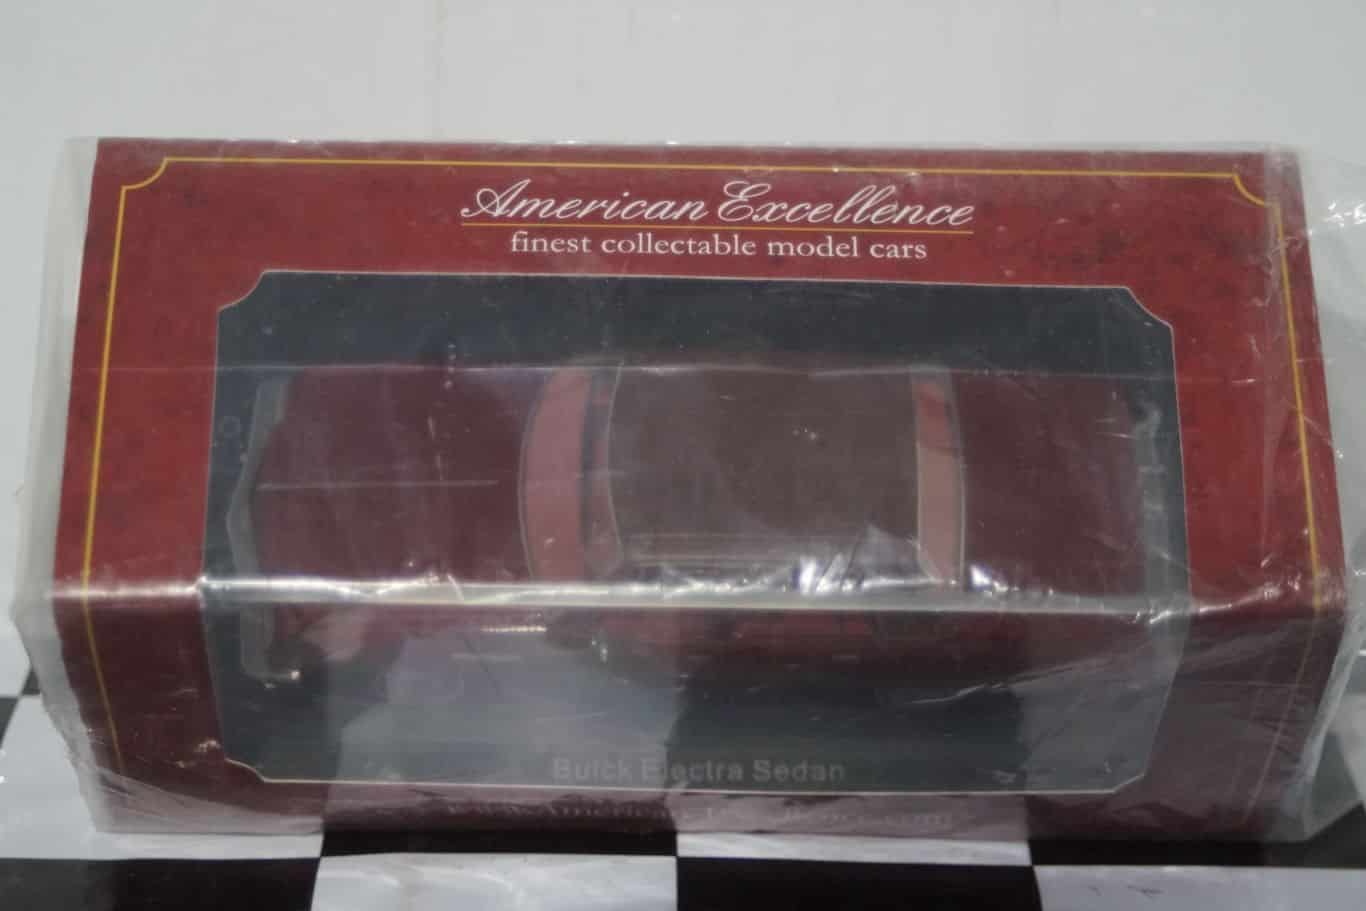 American Excellence
finest collectable model cars
Buick Electra Sedan